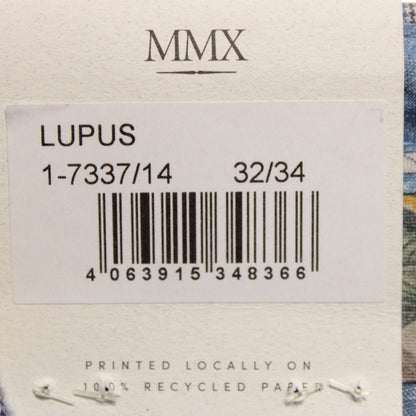 MMX
LUPUS
1-7337/14 32/34
4 063915 348366
PRINTED LOCALLY ON
100% RECYCLED PAPER